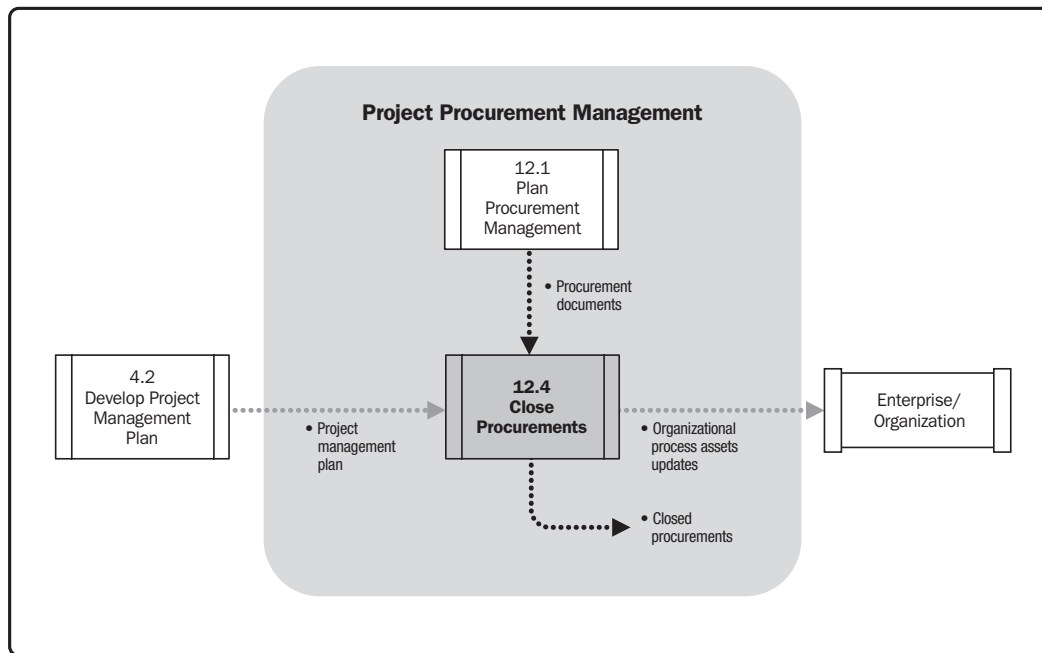 Project Procurement Management
12.1
Plan
Procurement
Management
• Procurement
documents
4.2
Develop Project
Management
Plan
• Project
management
plan
12.4
Close
Procurements
• Organizational
process assets
updates
Enterprise/
Organization
• Closed
procurements